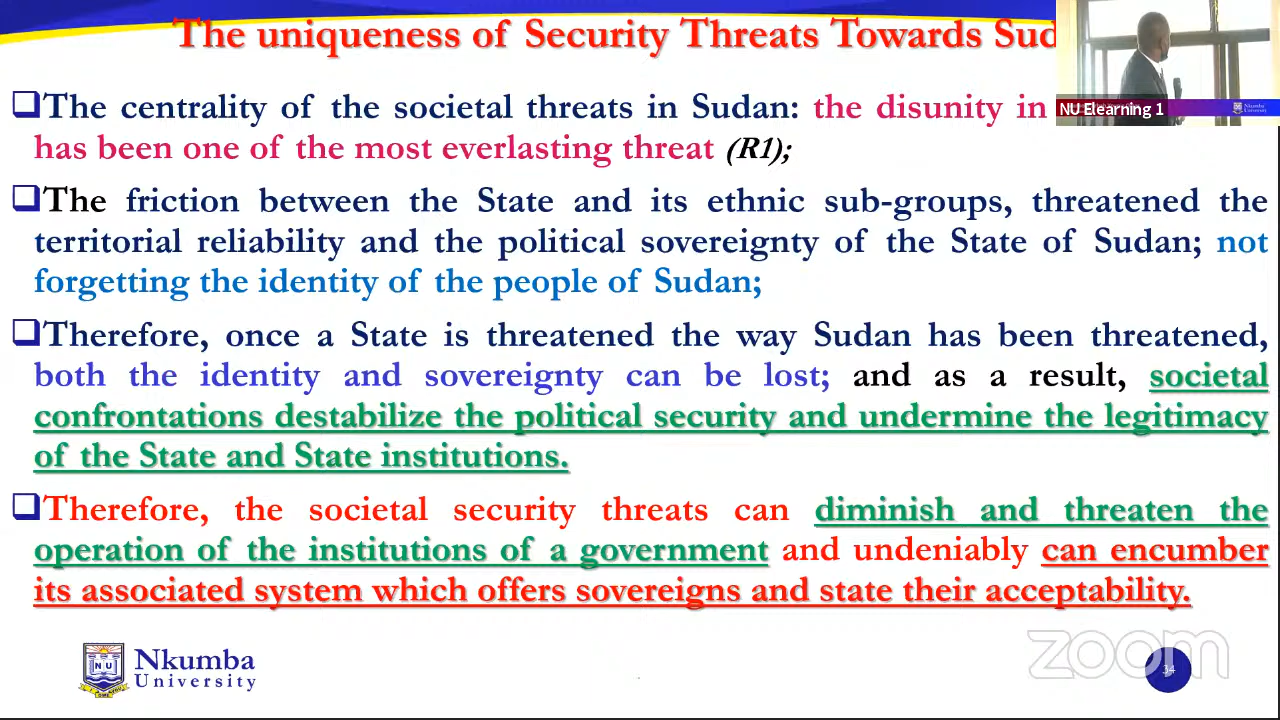 The uniqueness of Security Threats Towards Sud
❑The centrality of the societal threats in Sudan: the disunity in
has been one of the most everlasting threat (R1);
❑The friction between the State and its ethnic sub-groups, threatened the
territorial reliability and the political sovereignty of the State of Sudan; not
forgetting the identity of the people of Sudan;
❑Therefore, once a State is threatened the way Sudan has been threatened,
both the identity and sovereignty can be lost; and as a result, societal
confrontations destabilize the political security and undermine the legitimacy
of the State and State institutions.
❑Therefore, the societal security threats can diminish and threaten the
operation of the institutions of a government and undeniably can encumber
its associated system which offers sovereigns and state their acceptability.
NU Elearning 1
Nkumba
University
NU
Nkumba
University
zoom
34